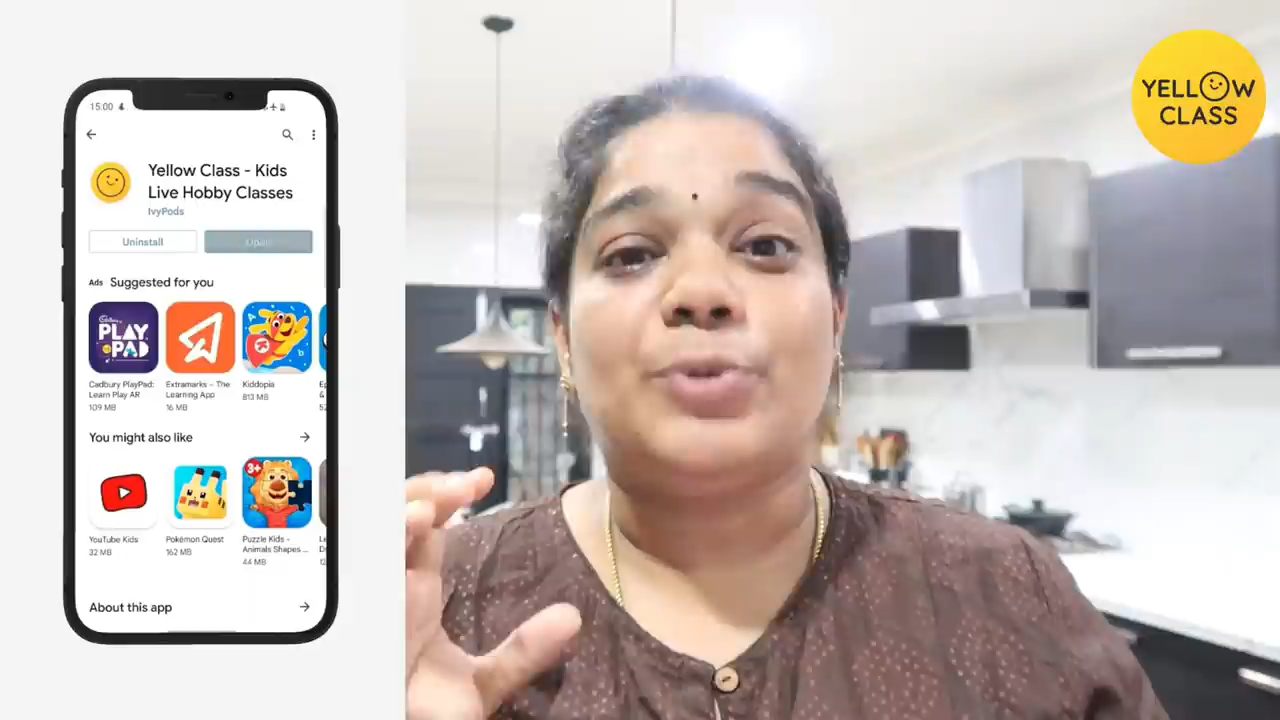 15:00
Yellow Class - Kids
Live Hobby Classes
IvyPods
Uninstall
Open
Ads Suggested for you
Cadbury
PLAY
PAD
3+
Cadbury PlayPad:
Learn Play AR
109 MB
Extramarks – The
Learning App
16 MB
Kiddopia
813 MB
You might also like
YouTube Kids
32 MB
Pokémon Quest
162 MB
Puzzle Kids -
Animals Shapes ...
44 MB
About this app
YELLOW
CLASS